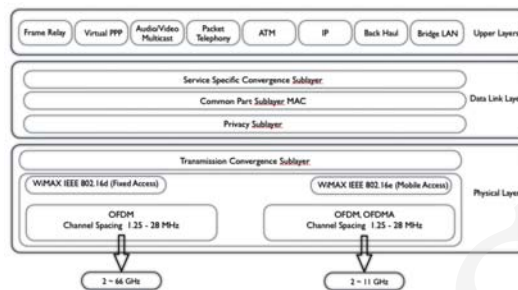 Frame Relay
Virtual PPP
Audio/Video
Multicast
Packet
Telephony
ATM
IP
Back Haul
Bridge LAN
Upper Layers
Service Specific Convergence Sublayer
Common Part Sublayer MAC
Privacy Sublayer
Data Link Laye
Transmission Convergence Sublayer
WiMAX IEEE 802.16d (Fixed Access)
WiMAX IEEE 802.16e (Mobile Access)
Physical Layer
OFDM
Channel Spacing 1.25 - 28 MHz
OFDM, OFDMA
Channel Spacing 1.25 - 28 MHz
2 - 66 GHz
2 - 11 GHz